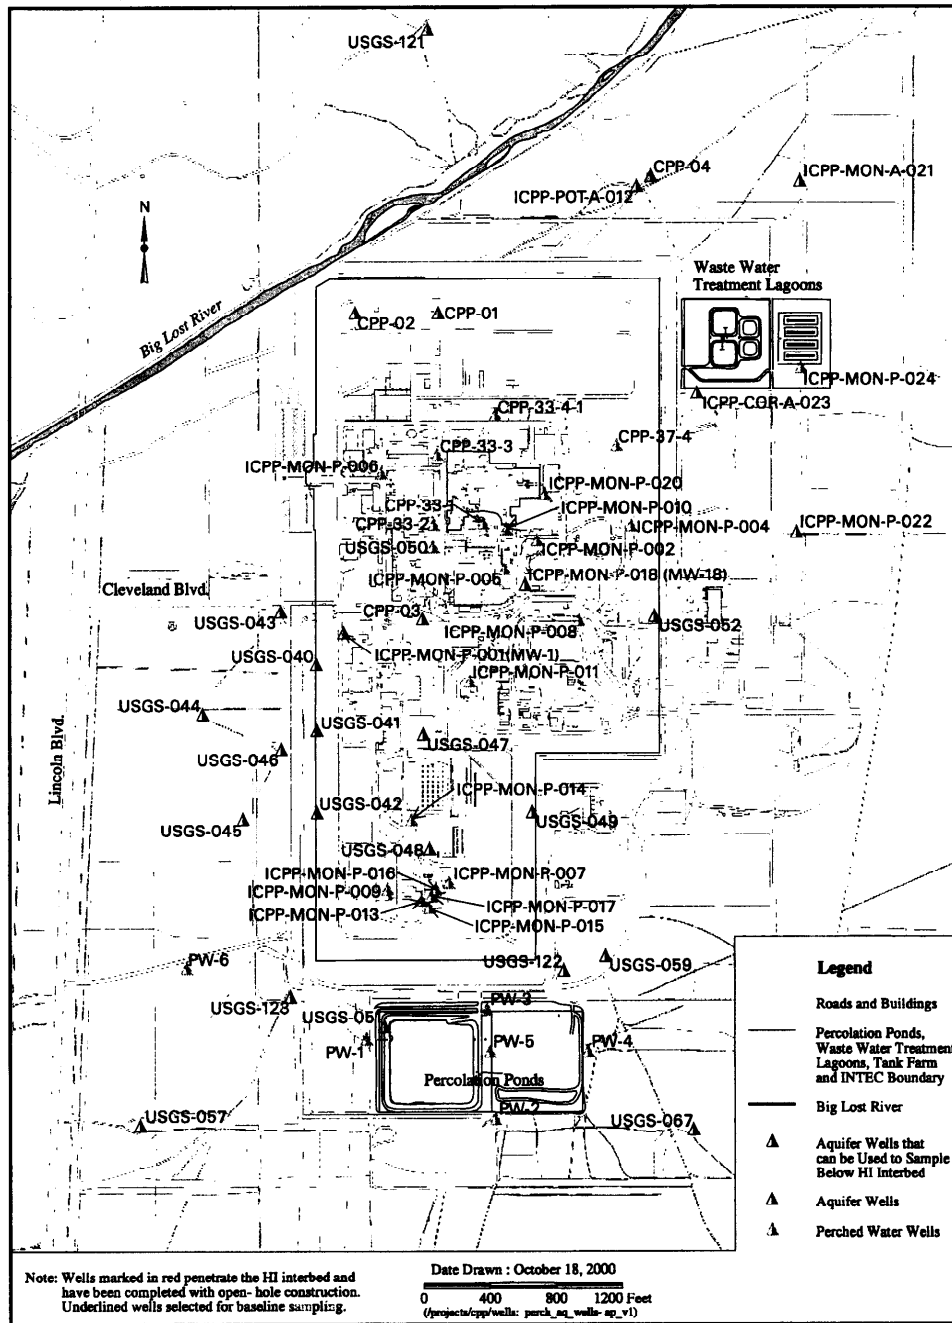 USGS-121
CPP-04
ICPP-MON-A-021
ICPP-POT-A-012
N
Waste Water
Treatment Lagoons
Big Lost River
CPP-02
CPP-01
ICPP-MON-P-024
ICPP-COR-A-023
CPP-33-4-1
CPP-37-4
CPP-33-3
ICPP-MON-P-006
ICPP-MON-P-020
CPP-33-1
ICPP-MON-P-010
CPP-33-2
ICPP-MON-P-004
ICPP-MON-P-022
USGS-050
ICPP-MON-P-002
ICPP-MON-P-005
ICPP-MON-P-018 (MW-18)
Cleveland Blvd.
USGS-043
CPP-03
ICPP-MON-P-008
USGS-052
ICPP-MON-P-001(MW-1)
USGS-040
ICPP-MON-P-011
USGS-044
USGS-041
USGS-047
USGS-046
Lincoln Blvd.
ICPP-MON-P-014
USGS-042
USGS-049
USGS-045
USGS-048
ICPP-MON-P-016
ICPP-MON-R-007
ICPP-MON-P-009
ICPP-MON-P-017
ICPP-MON-P-013
ICPP-MON-P-015
PW-6
USGS-122
USGS-059
USGS-123
PW-3
USGS-05
PW-1
PW-5
PW-4
Percolation Ponds
PW-2
USGS-057
USGS-067
Legend
Roads and Buildings
Percolation Ponds,
Waste Water Treatment
Lagoons, Tank Farm
and INTEC Boundary
Big Lost River
Aquifer Wells that
can be Used to Sample
Below HI Interbed
Aquifer Wells
Perched Water Wells
Note: Wells marked in red penetrate the HI interbed and
have been completed with open- hole construction.
Underlined wells selected for baseline sampling.
Date Drawn : October 18, 2000
0 400 800 1200 Feet
(/projects/cpp/wells: perch_aq_wells- ap_v1)